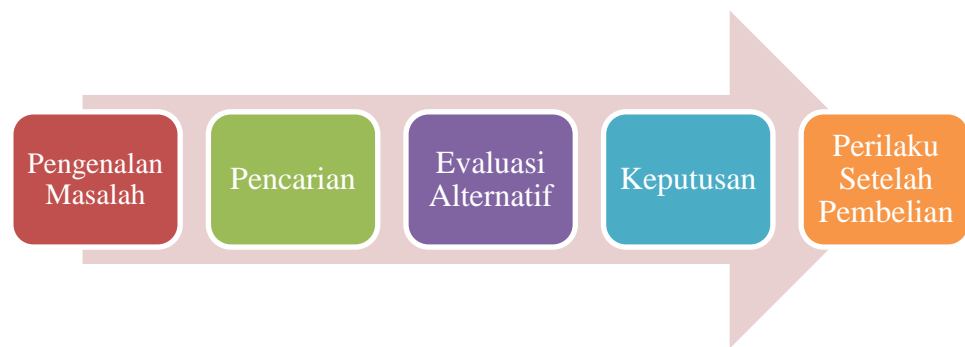 Pengenalan
Masalah
Pencarian
Evaluasi
Alternatif
Keputusan
Perilaku
Setelah
Pembelian